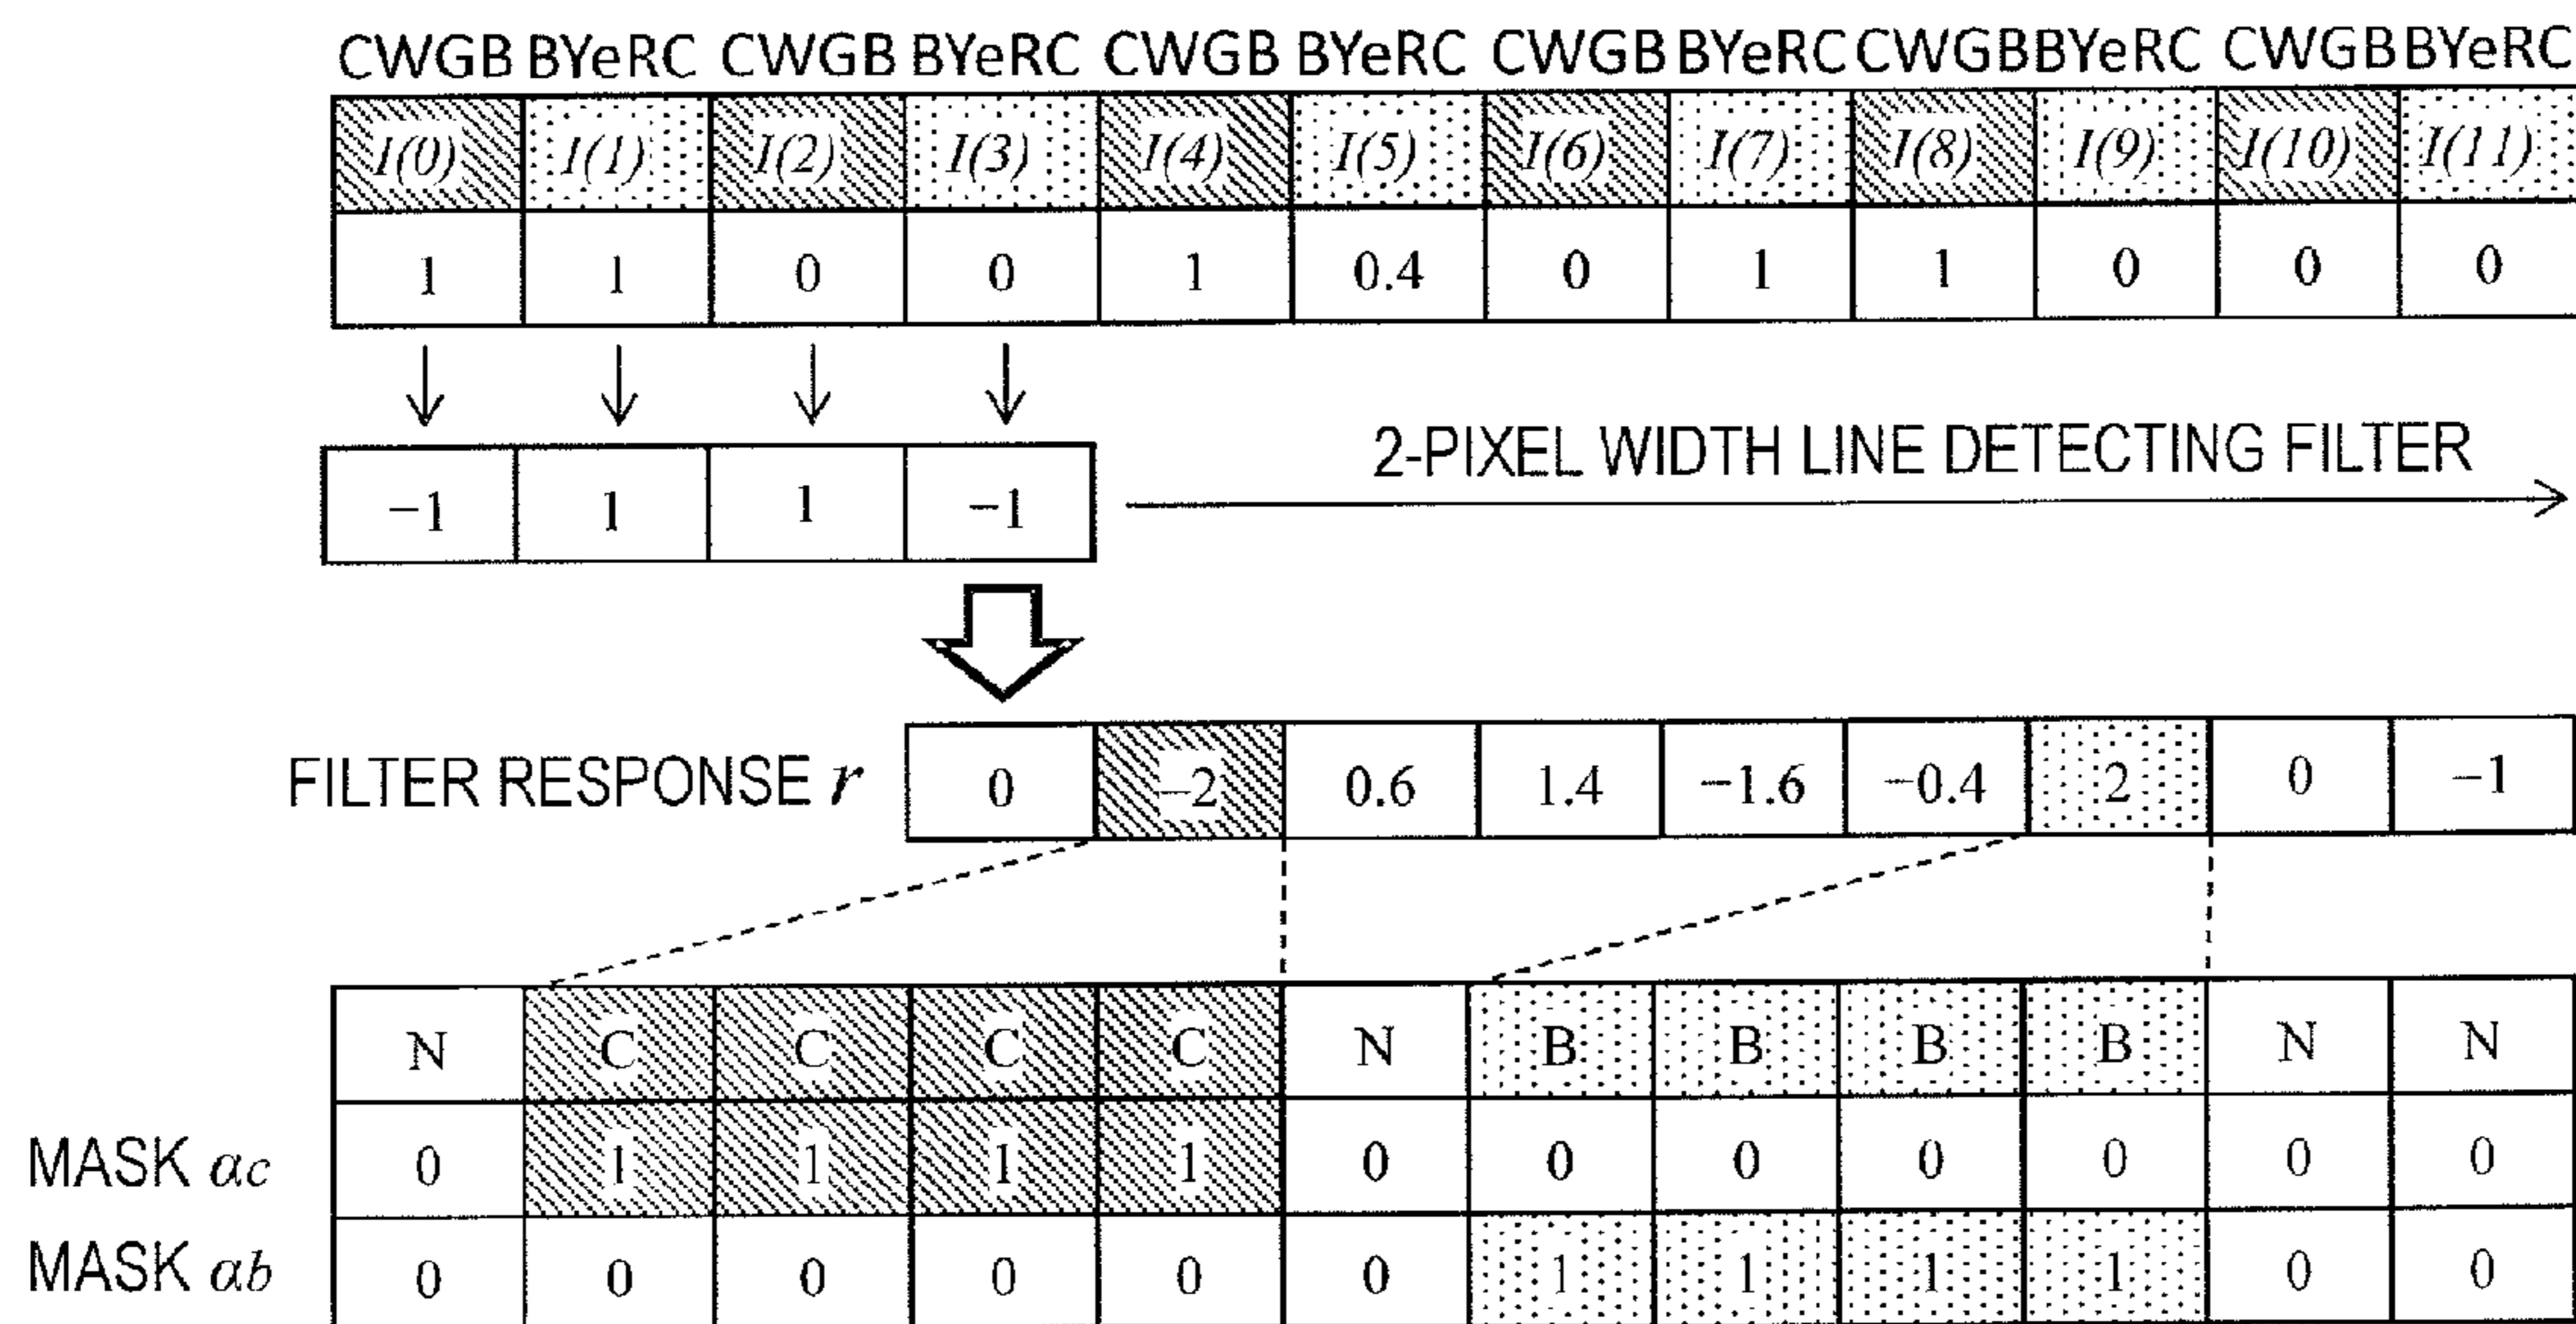 CWGB BYeRC CWGB BYeRC CWGB BYeRC CWGB BYeRC CWGB BYeRC CWGB BYeRC
I(0) I(1) I(2) I(3) I(4) I(5) I(6) I(7) I(8) I(9) I(10) I(11)
1 1 0 0 1 0.4 0 1 1 0 0 0
2-PIXEL WIDTH LINE DETECTING FILTER
−1 1 1 −1
FILTER RESPONSE r 0 −2 0.6 1.4 −1.6 −0.4 2 0 −1
N C C C C N B B B B N N
MASK αc 0 1 1 1 1 0 0 0 0 0 0 0
MASK αb 0 0 0 0 0 0 1 1 1 1 0 0